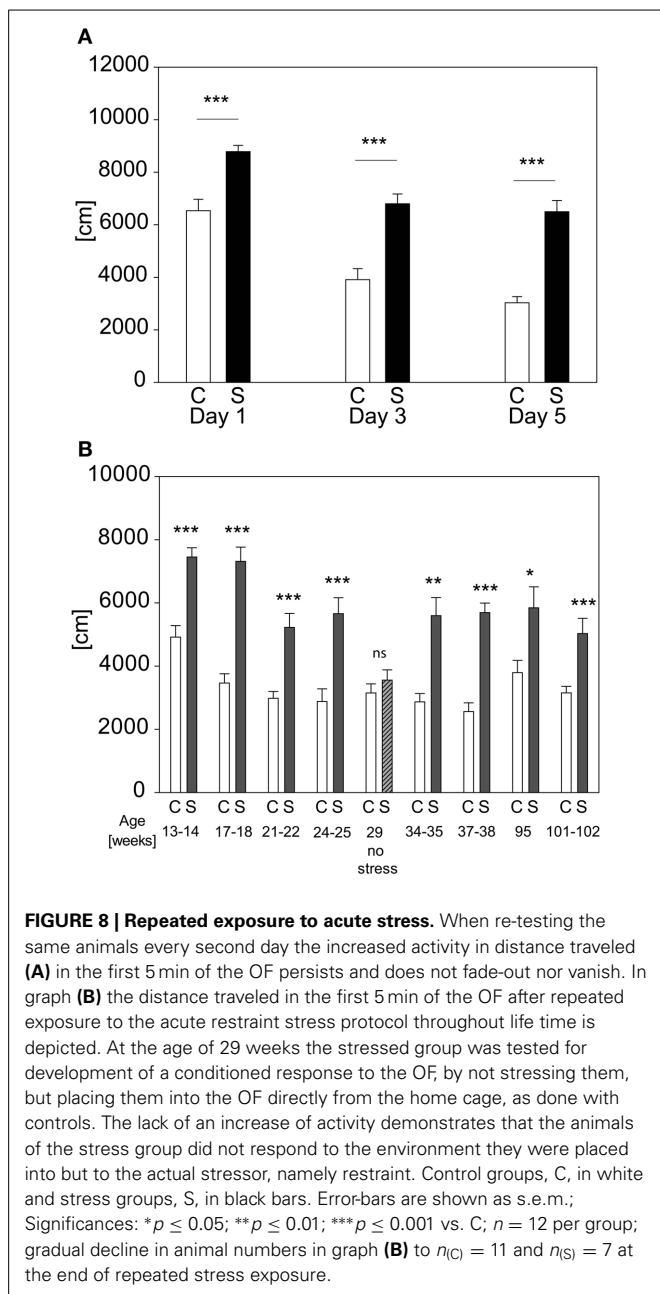 A
12000
10000
8000
6000
4000
2000
0
[cm]
***
***
***
C S C S C S
Day 1 Day 3 Day 5
B
10000
8000
6000
4000
2000
0
[cm]
*** *** *** *** ns ** *** * ***
C S C S C S C S C S C S C S C S C S
Age
[weeks]
13-14 17-18 21-22 24-25 29 34-35 37-38 95 101-102
no
stress
FIGURE 8 | Repeated exposure to acute stress. When re-testing the
same animals every second day the increased activity in distance traveled
(A) in the first 5 min of the OF persists and does not fade-out nor vanish. In
graph (B) the distance traveled in the first 5 min of the OF after repeated
exposure to the acute restraint stress protocol throughout life time is
depicted. At the age of 29 weeks the stressed group was tested for
development of a conditioned response to the OF, by not stressing them,
but placing them into the OF directly from the home cage, as done with
controls. The lack of an increase of activity demonstrates that the animals
of the stress group did not respond to the environment they were placed
into but to the actual stressor, namely restraint. Control groups, C, in white
and stress groups, S, in black bars. Error-bars are shown as s.e.m.;
Significances: *p ≤ 0.05; **p ≤ 0.01; ***p ≤ 0.001 vs. C; n = 12 per group;
gradual decline in animal numbers in graph (B) to n(C) = 11 and n(S) = 7 at
the end of repeated stress exposure.